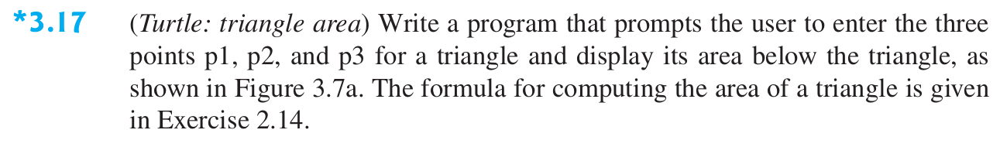 *3.17 (Turtle: triangle area) Write a program that prompts the user to enter the three
points p1, p2, and p3 for a triangle and display its area below the triangle, as
shown in Figure 3.7a. The formula for computing the area of a triangle is given
in Exercise 2.14.